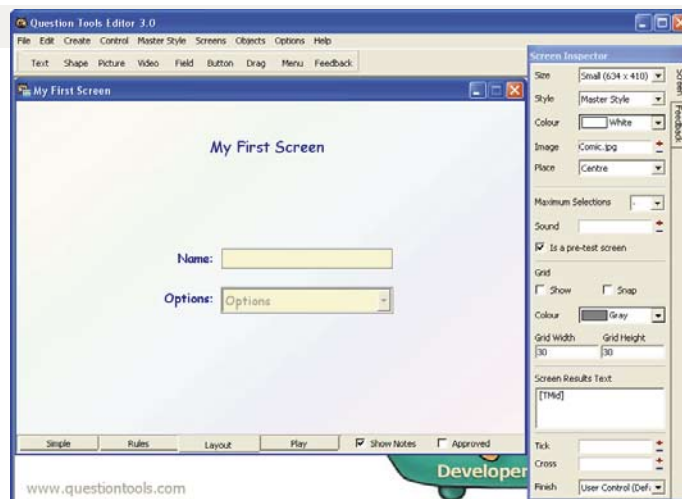 Question Tools Editor 3.0
File Edit Create Control Master Style Screens Objects Options Help
Text Shape Picture Video Field Button Drag Menu Feedback
My First Screen
My First Screen
Name:
Options: Options
Simple Rules Layout Play Show Notes Approved
Developer
www.questiontools.com
Screen Inspector
Size Small (634 x 410)
Style Master Style
Colour White
Image Comic.jpg
Place Centre
Maximum Selections -
Sound
Is a pre-test screen
Grid
Show Snap
Colour Gray
Grid Width Grid Height
30 30
Screen Results Text
[TMid]
Tick
Cross
Finish User Control (Def
Screen
Feedback